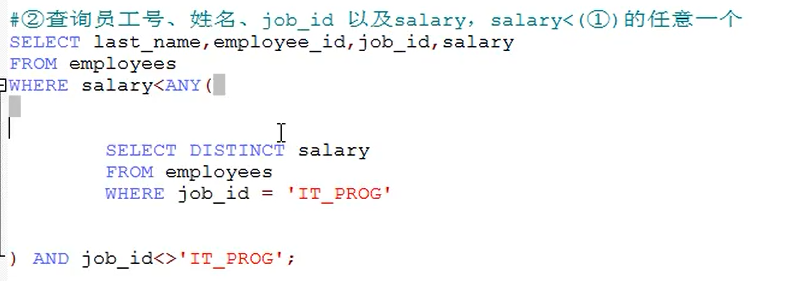 #②查询员工号、姓名、job_id 以及salary，salary<(①)的任意一个
SELECT last_name,employee_id,job_id,salary
FROM employees
WHERE salary<ANY(
SELECT DISTINCT salary
FROM employees
WHERE job_id = 'IT_PROG'
) AND job_id<>'IT_PROG';